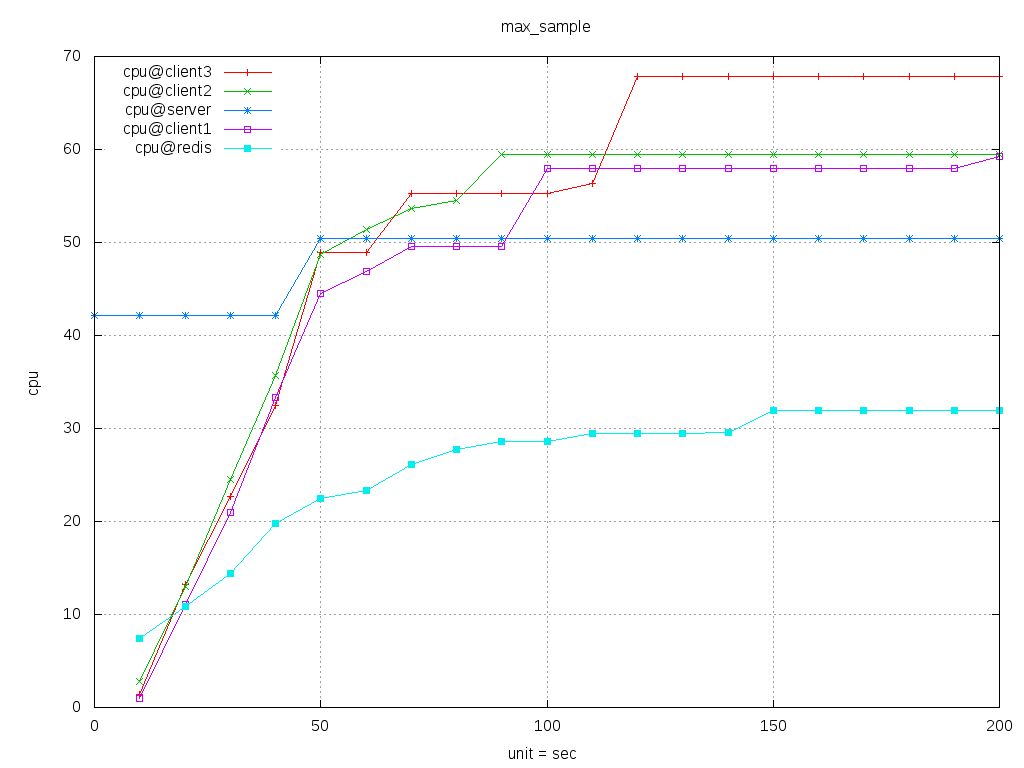 max_sample
70
60
50
40
30
20
10
0
cpu
cpu@client3
cpu@client2
cpu@server
cpu@client1
cpu@redis
0 50 100 150 200
unit = sec